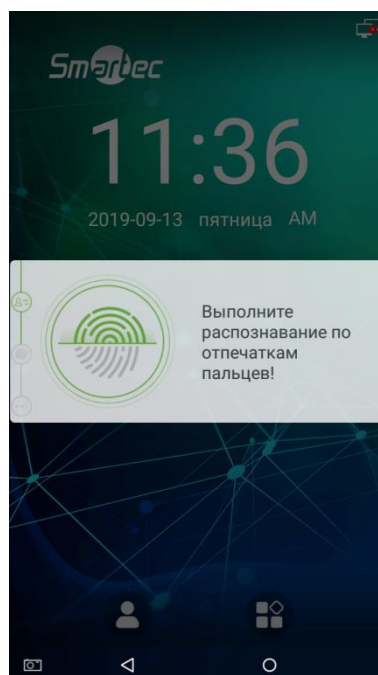 Smartec
11:36
2019-09-13 пятница AM
Выполните
распознавание по
отпечаткам
пальцев!